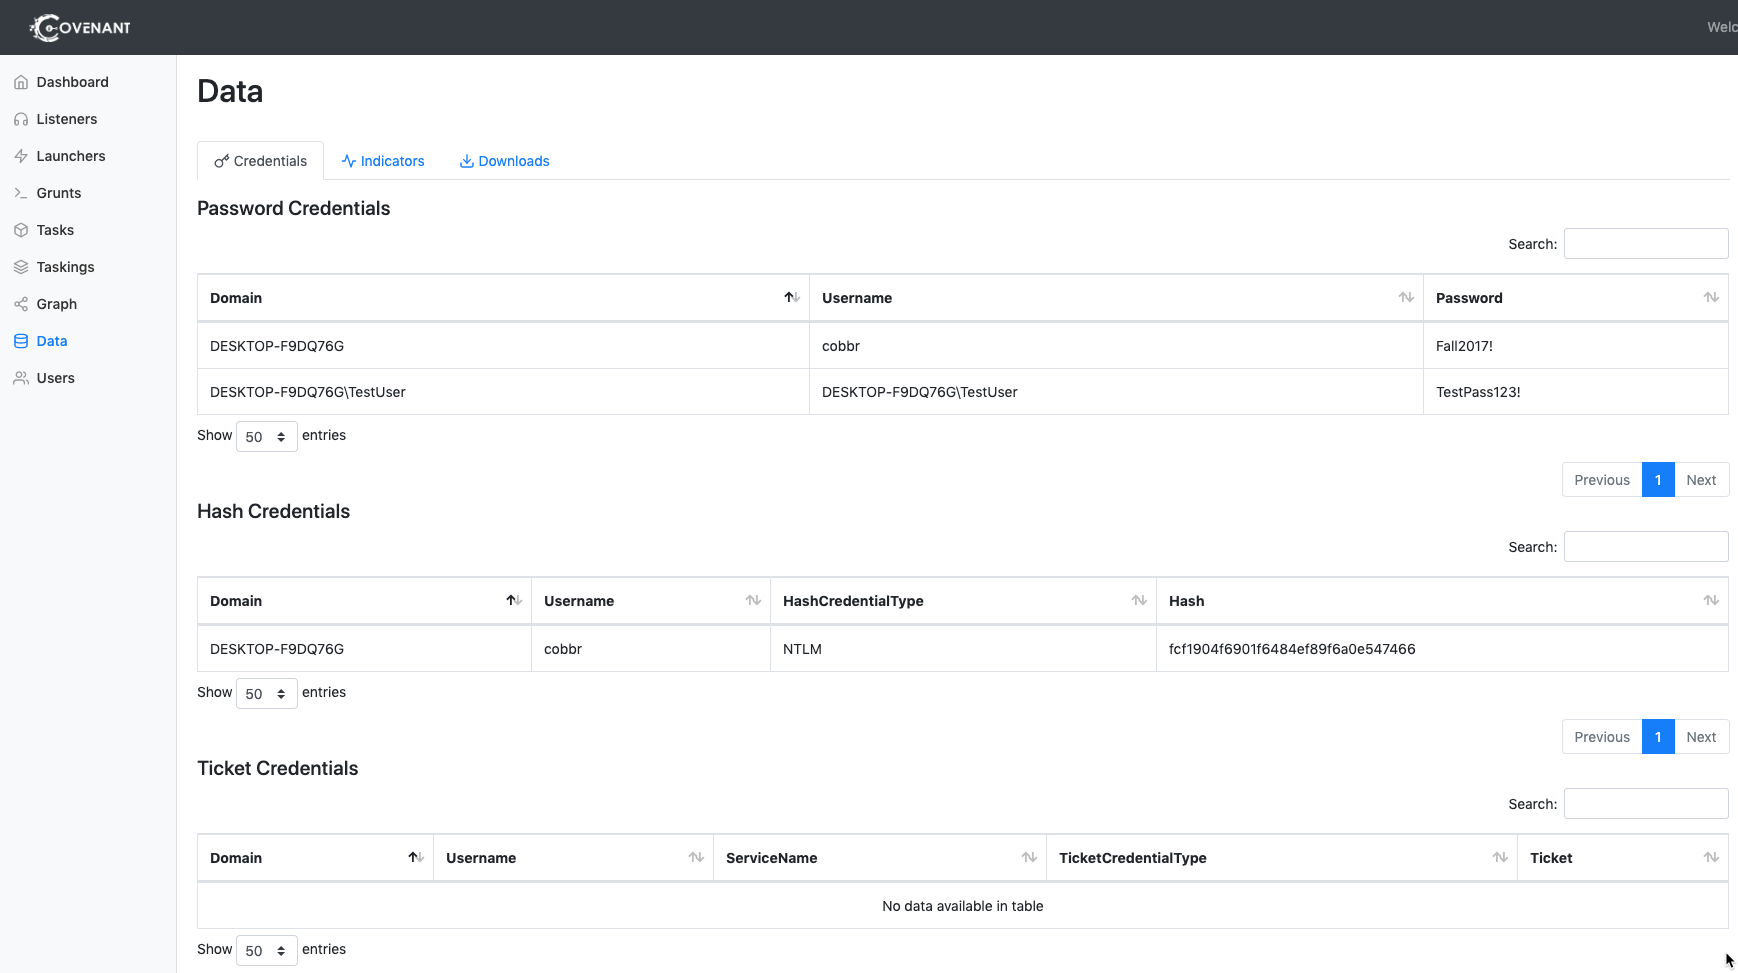 COVENANT
Welc
Dashboard
Listeners
Launchers
Grunts
Tasks
Taskings
Graph
Data
Users
Data
Credentials Indicators Downloads
Password Credentials
Search:
Domain Username Password
DESKTOP-F9DQ76G cobbr Fall2017!
DESKTOP-F9DQ76G\TestUser DESKTOP-F9DQ76G\TestUser TestPass123!
Show 50 entries
Previous 1 Next
Hash Credentials
Search:
Domain Username HashCredentialType Hash
DESKTOP-F9DQ76G cobbr NTLM fcf1904f6901f6484ef89f6a0e547466
Show 50 entries
Previous 1 Next
Ticket Credentials
Search:
Domain Username ServiceName TicketCredentialType Ticket
No data available in table
Show 50 entries